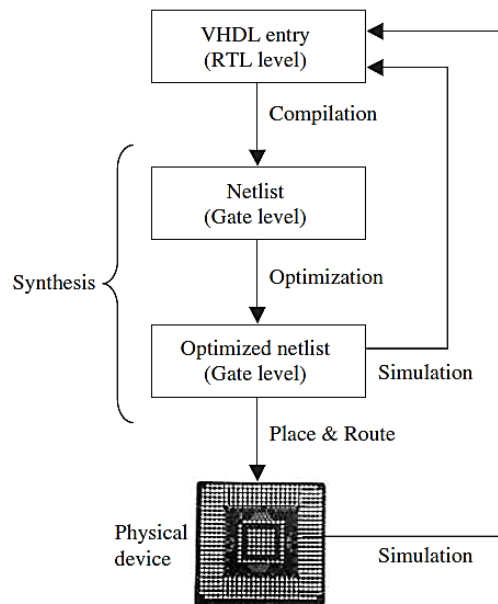 VHDL entry
(RTL level)
Compilation
Netlist
(Gate level)
Synthesis
Optimization
Optimized netlist
(Gate level)
Simulation
Place & Route
Physical
device
Simulation